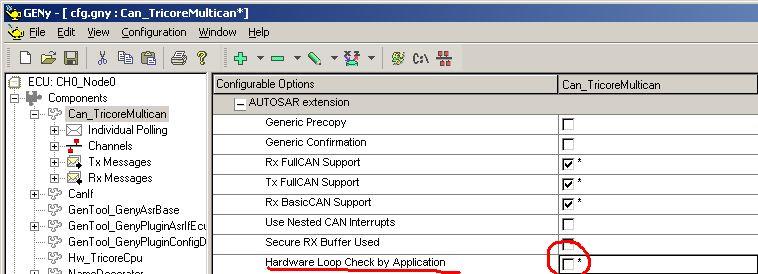 GENy - [ cfg.gny : Can_TricoreMultican*]
File Edit View Configuration Window Help
C:\
ECU: CH0_Node0
Components
Can_TricoreMultican
Individual Polling
Channels
Tx Messages
Rx Messages
CanIf
GenTool_GenyAsrBase
GenTool_GenyPluginAsrIfEcu
GenTool_GenyPluginConfigD
Hw_TricoreCpu
NameDecorator
Configurable Options Can_TricoreMultican
AUTOSAR extension
Generic Precopy
Generic Confirmation
Rx FullCAN Support *
Tx FullCAN Support *
Rx BasicCAN Support *
Use Nested CAN Interrupts
Secure RX Buffer Used
Hardware Loop Check by Application *